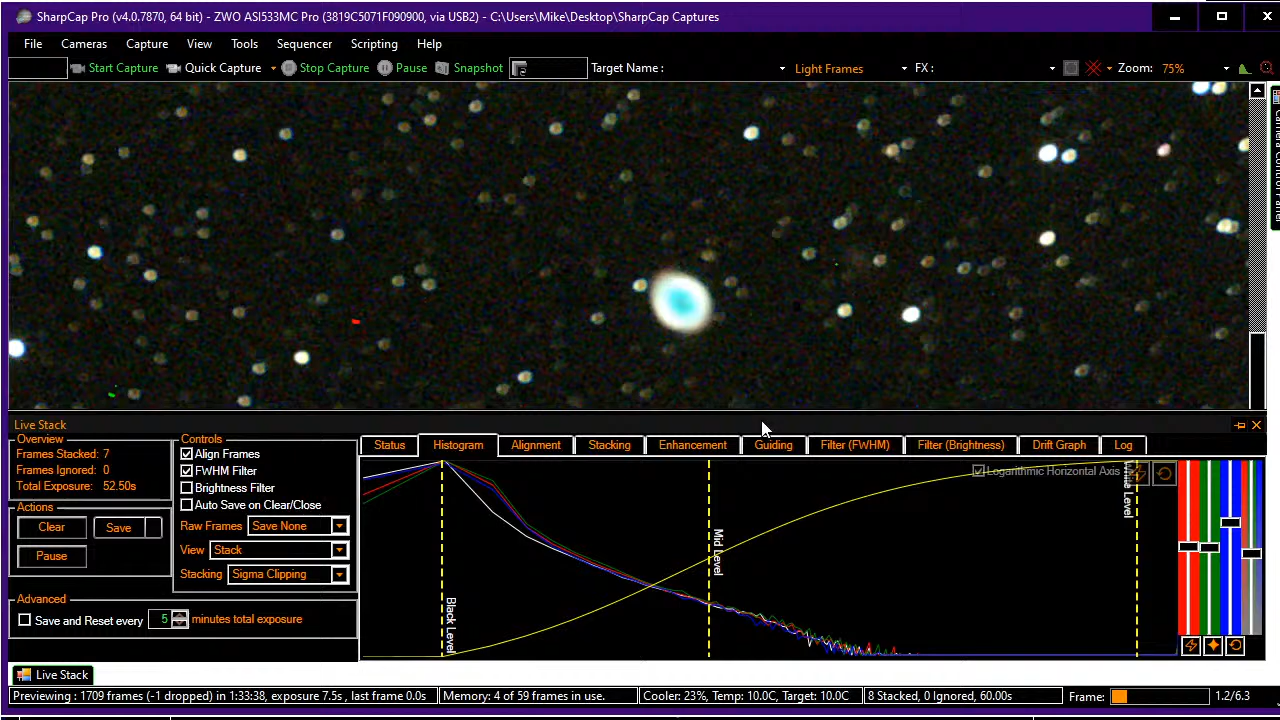 SharpCap Pro (v4.0.7870, 64 bit) - ZWO ASI533MC Pro (3819C5071F090900, via USB2) - C:\Users\Mike\Desktop\SharpCap Captures
File Cameras Capture View Tools Sequencer Scripting Help
Start Capture Quick Capture Stop Capture Pause Snapshot Target Name : Light Frames FX : Zoom: 75%
Live Stack
Overview
Frames Stacked: 7
Frames Ignored: 0
Total Exposure: 52.50s
Actions
Clear Save
Pause
Controls
Align Frames
FWHM Filter
Brightness Filter
Auto Save on Clear/Close
Raw Frames Save None
View Stack
Stacking Sigma Clipping
Advanced
Save and Reset every 5 minutes total exposure
Status Histogram Alignment Stacking Enhancement Guiding Filter (FWHM) Filter (Brightness) Drift Graph Log
Logarithmic Horizontal Axis
Black Level
Mid Level
White Level
Live Stack
Previewing : 1709 frames (-1 dropped) in 1:33:38, exposure 7.5s , last frame 0.0s Memory: 4 of 59 frames in use. Cooler: 23%, Temp: 10.0C, Target: 10.0C 8 Stacked, 0 Ignored, 60.00s Frame: 1.2/6.3